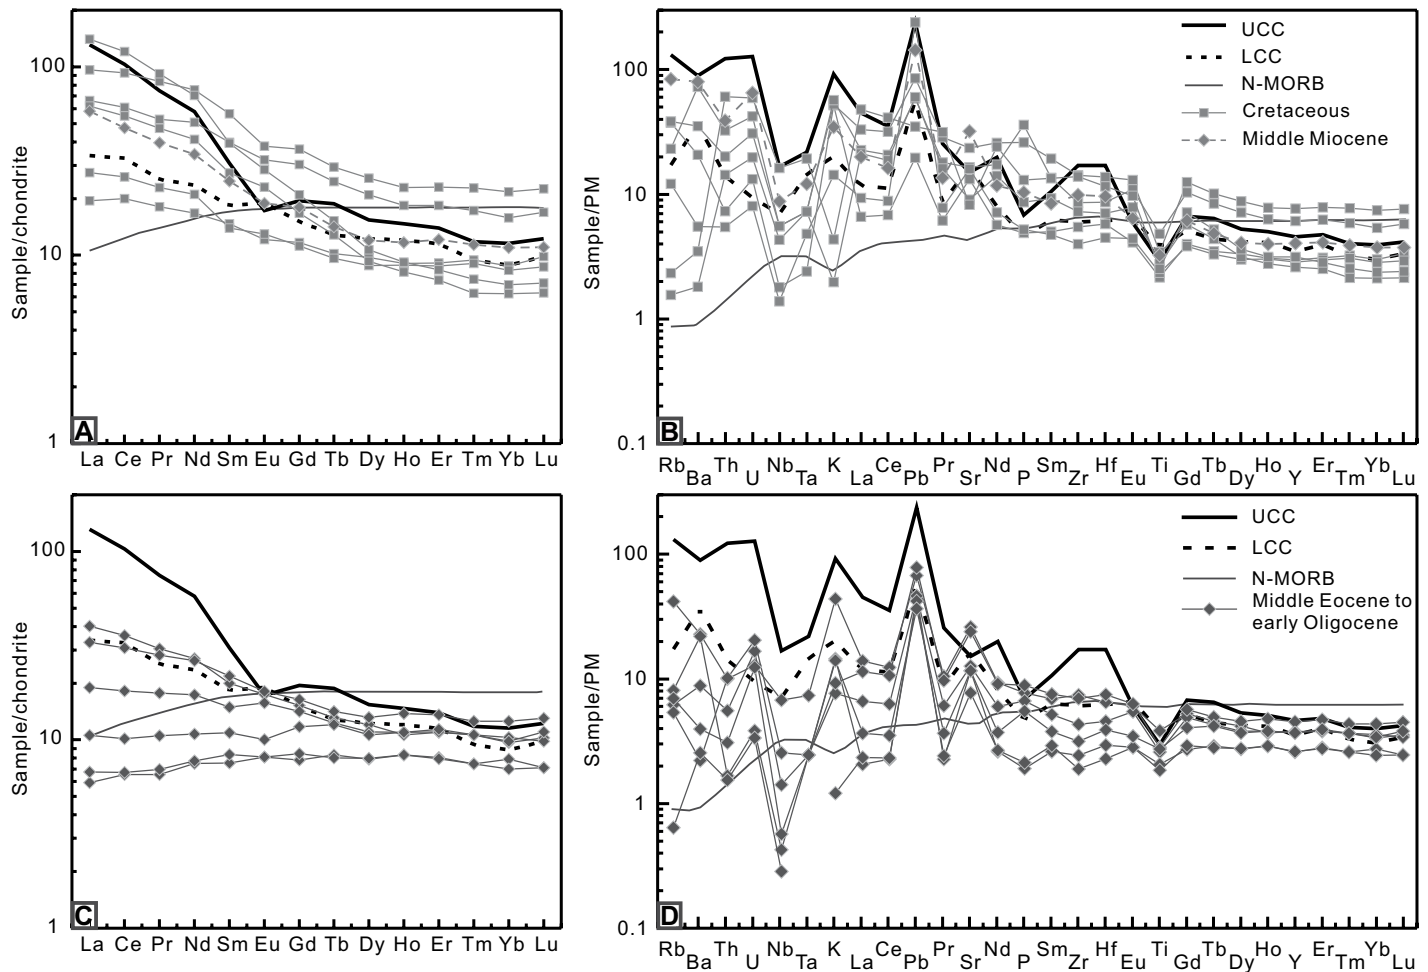 100
10
1
Sample/chondrite
A
La Ce Pr Nd Sm Eu Gd Tb Dy Ho Er Tm Yb Lu
100
10
1
0.1
Sample/PM
B
UCC
LCC
N-MORB
Cretaceous
Middle Miocene
Rb Ba Th U Nb Ta K La Ce Pb Pr Sr Nd P Sm Zr Hf Eu Ti Gd Tb Dy Ho Y Er Tm Yb Lu
100
10
1
Sample/chondrite
C
La Ce Pr Nd Sm Eu Gd Tb Dy Ho Er Tm Yb Lu
100
10
1
0.1
Sample/PM
D
UCC
LCC
N-MORB
Middle Eocene to
early Oligocene
Rb Ba Th U Nb Ta K La Ce Pb Pr Sr Nd P Sm Zr Hf Eu Ti Gd Tb Dy Ho Y Er Tm Yb Lu